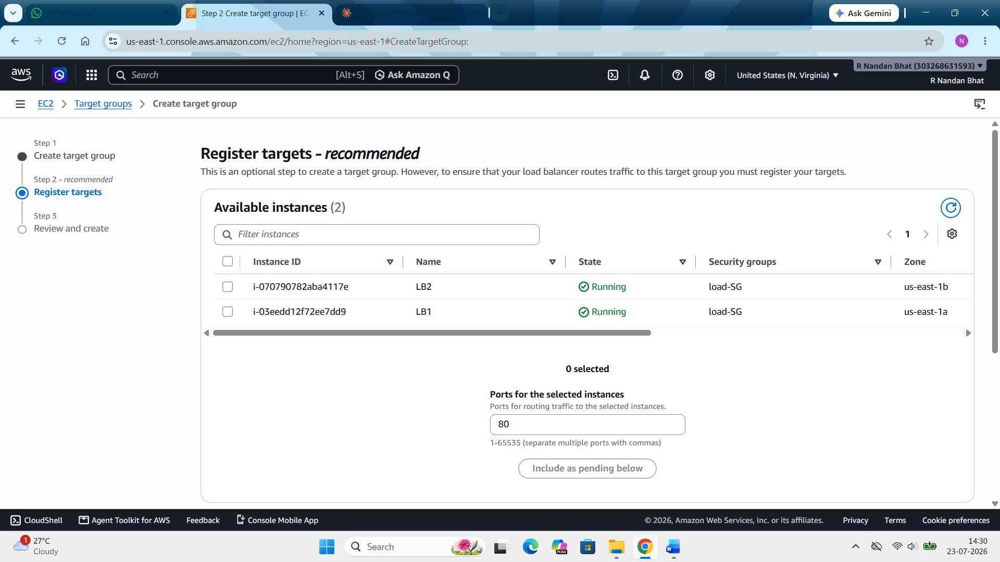 (1) WhatsApp
Step 2 Create target group | EC2
Ask Gemini
us-east-1.console.aws.amazon.com/ec2/home?region=us-east-1#CreateTargetGroup:
N
aws
Search
[Alt+S]
Ask Amazon Q
United States (N. Virginia) ▼
R Nandan Bhat (303268631593) ▼
R Nandan Bhat
EC2
Target groups
Create target group
Step 1
Create target group
Step 2 - recommended
Register targets
Step 3
Review and create
Register targets - recommended
This is an optional step to create a target group. However, to ensure that your load balancer routes traffic to this target group you must register your targets.
Available instances (2)
Filter instances
1
Instance ID Name State Security groups Zone
i-070790782aba4117e LB2 Running load-SG us-east-1b
i-03eedd12f72ee7dd9 LB1 Running load-SG us-east-1a
0 selected
Ports for the selected instances
Ports for routing traffic to the selected instances.
80
1-65535 (separate multiple ports with commas)
Include as pending below
CloudShell
Agent Toolkit for AWS
Feedback
Console Mobile App
© 2026, Amazon Web Services, Inc. or its affiliates.
Privacy
Terms
Cookie preferences
1
27°C
Cloudy
Search
M365
W
14:30
23-07-2026